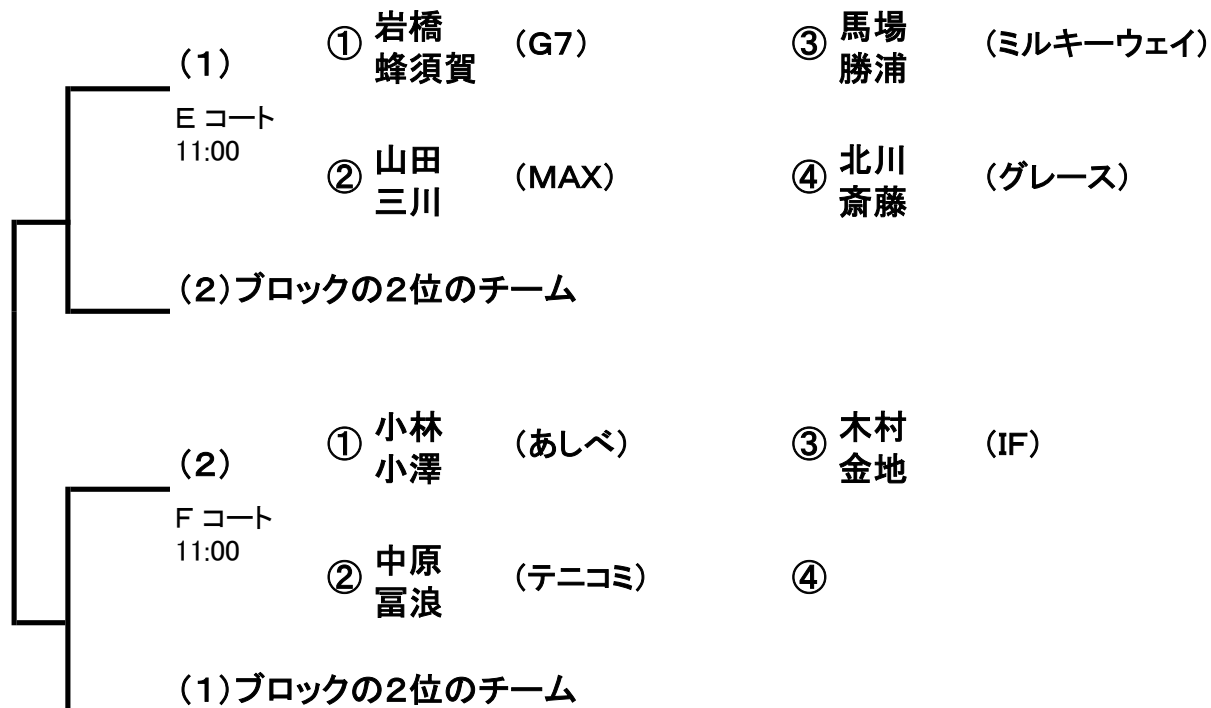 （１）
Ｅ コート
11:00
① 岩橋 （G７） ③ 馬場 （ミルキーウェイ）
蜂須賀 勝浦
② 山田 （MAX） ④ 北川 （グレース）
三川 斎藤
（２）ブロックの２位のチーム
（２）
Ｆ コート
11:00
① 小林 （あしべ） ③ 木村 （IF）
小澤 金地
② 中原 （テニコミ） ④
冨浪
（１）ブロックの２位のチーム